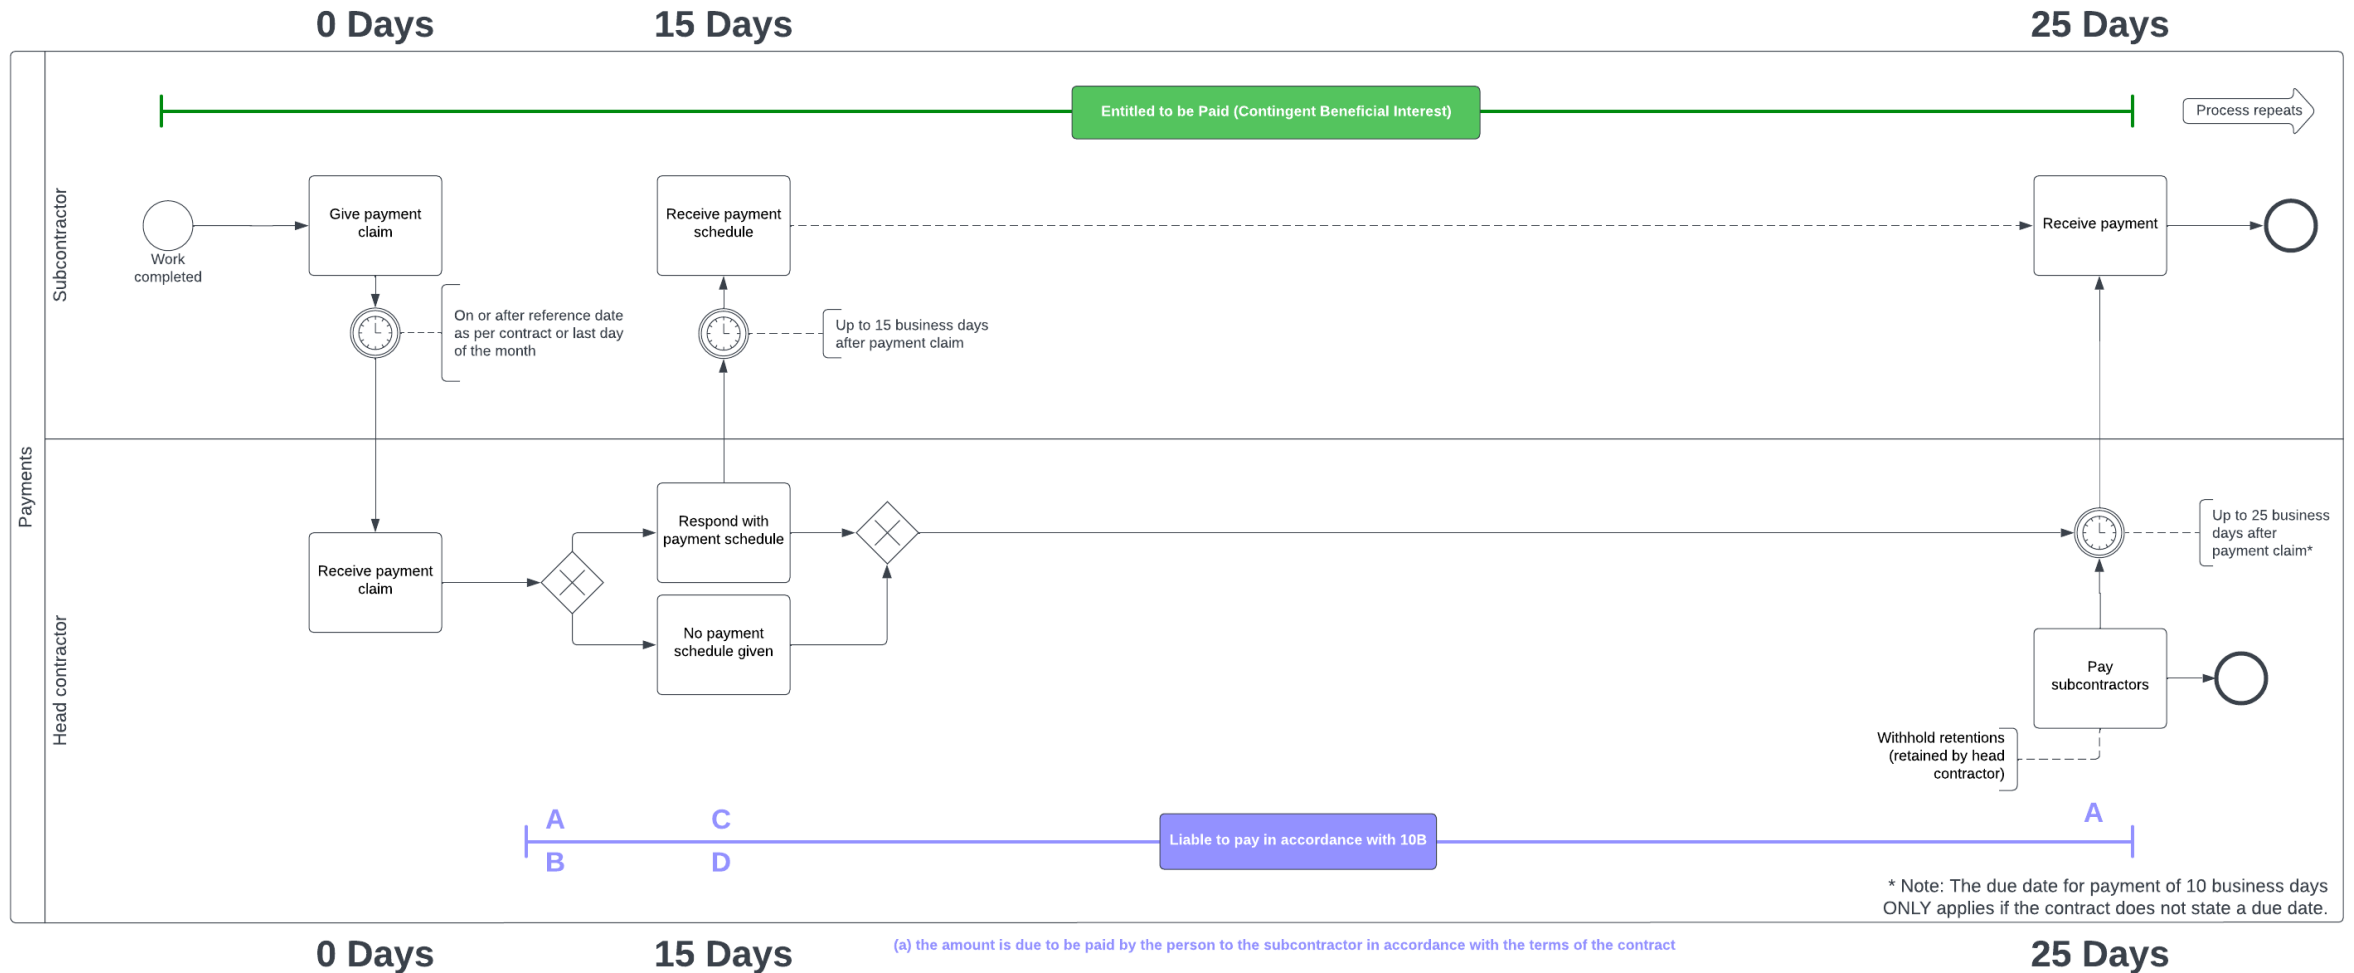 0 Days
15 Days
25 Days
Entitled to be Paid (Contingent Beneficial Interest)
Process repeats
Payments
Subcontractor
Work
completed
Give payment
claim
Receive payment
schedule
Receive payment
On or after reference date
as per contract or last day
of the month
Up to 15 business days
after payment claim
Head contractor
Receive payment
claim
Respond with
payment schedule
No payment
schedule given
Up to 25 business
days after
payment claim*
Pay
subcontractors
Withhold retentions
(retained by head
contractor)
A
C
A
Liable to pay in accordance with 10B
B
D
* Note: The due date for payment of 10 business days
ONLY applies if the contract does not state a due date.
0 Days
15 Days
(a) the amount is due to be paid by the person to the subcontractor in accordance with the terms of the contract
25 Days